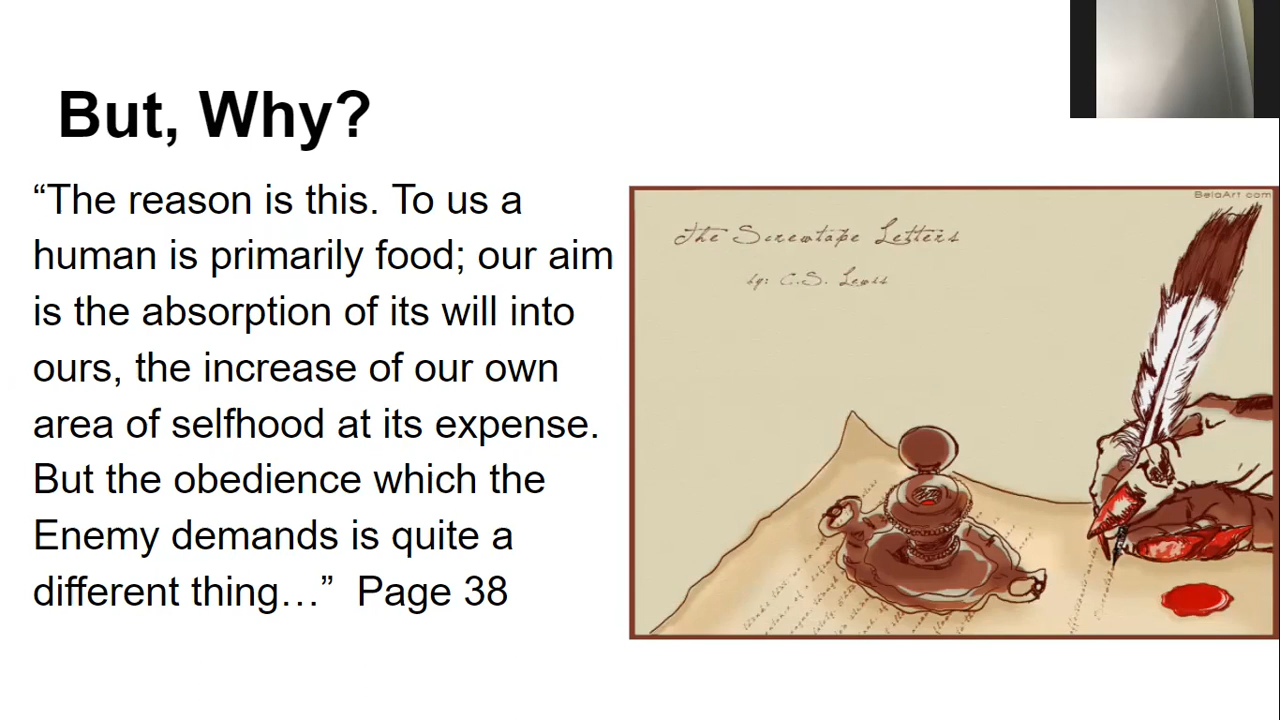 But, Why?
“The reason is this. To us a
human is primarily food; our aim
is the absorption of its will into
ours, the increase of our own
area of selfhood at its expense.
But the obedience which the
Enemy demands is quite a
different thing…”  Page 38
BelaArt com
The Screwtape Letters
by: C.S. Lewis